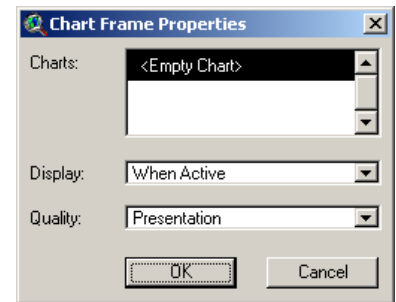 Chart Frame Properties
Charts:
<Empty Chart>
Display:
When Active
Quality:
Presentation
OK
Cancel